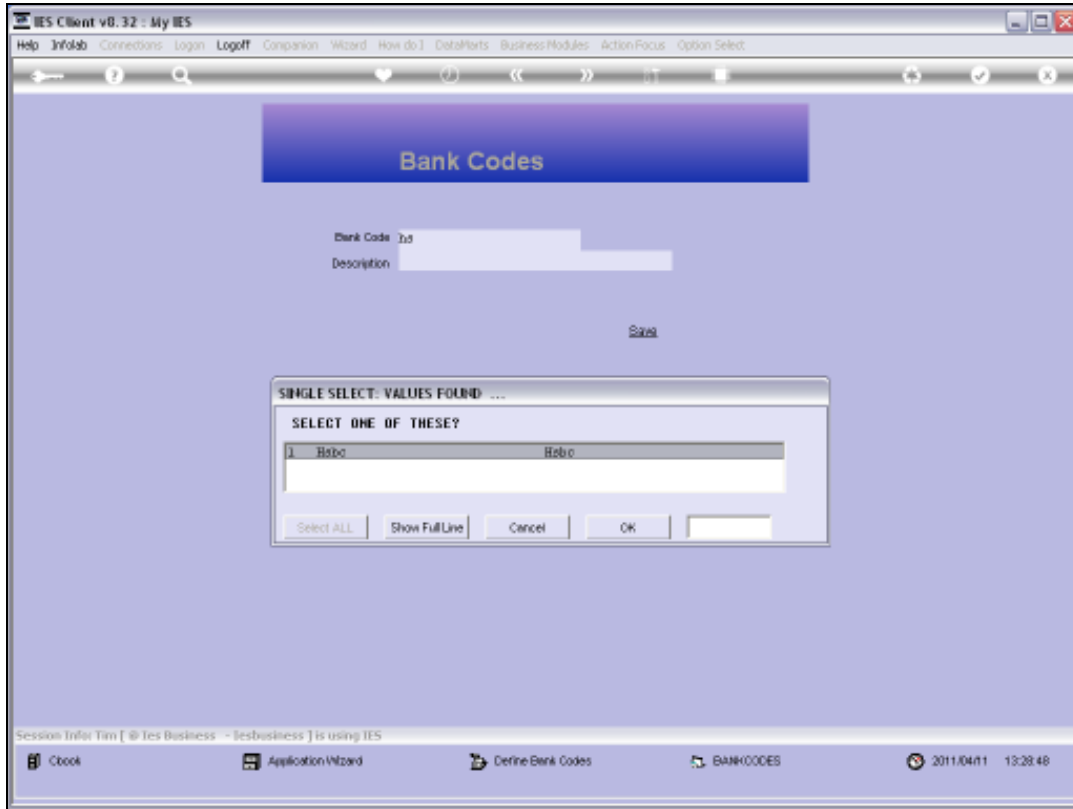 IES Client v8.32 : My IES
Help Infolab Connections Logon Logoff Companion Wizard How do I DataMarts Business Modules Action Focus Option Select
Bank Codes
Bank Code hs
Description
Save
SINGLE SELECT: VALUES FOUND ...
SELECT ONE OF THESE?
1 Hsbc Hsbc
Select ALL Show Full Line Cancel OK
Session Info: Tim [ @ Ies Business - Iesbusiness ] is using IES
Cbook Application Wizard Define Bank Codes BANKCODES 2011/04/11 13:28:48